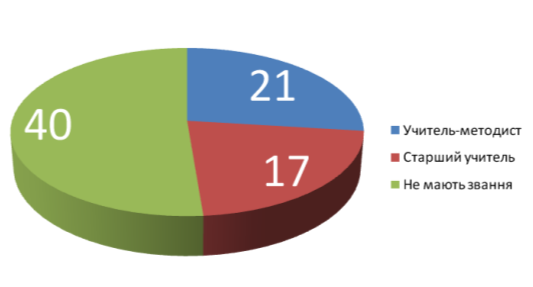 21
40
17
Учитель-методист
Старший учитель
Не мають звання